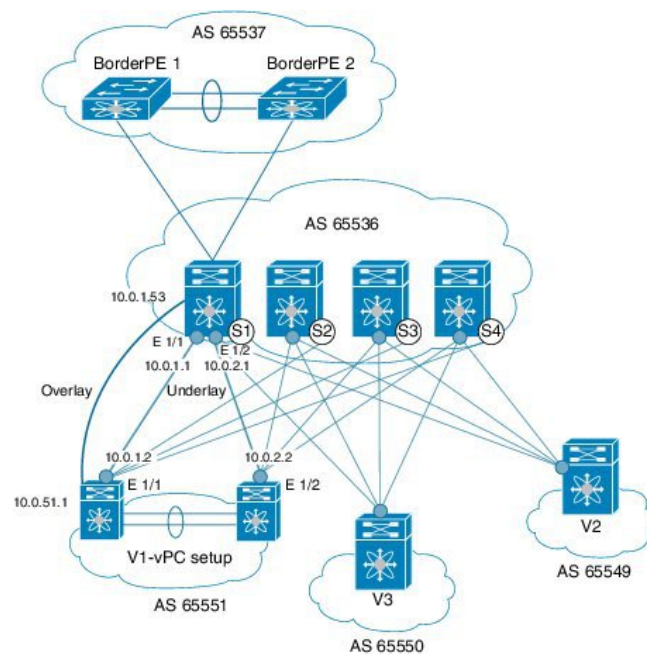 AS 65537
BorderPE 1
BorderPE 2
AS 65536
10.0.1.53
S1
S2
S3
S4
E 1/1
E 1/2
10.0.1.1
10.0.2.1
Overlay
Underlay
10.0.1.2
10.0.2.2
E 1/1
E 1/2
10.0.51.1
V1-vPC setup
V2
AS 65549
AS 65551
V3
AS 65550